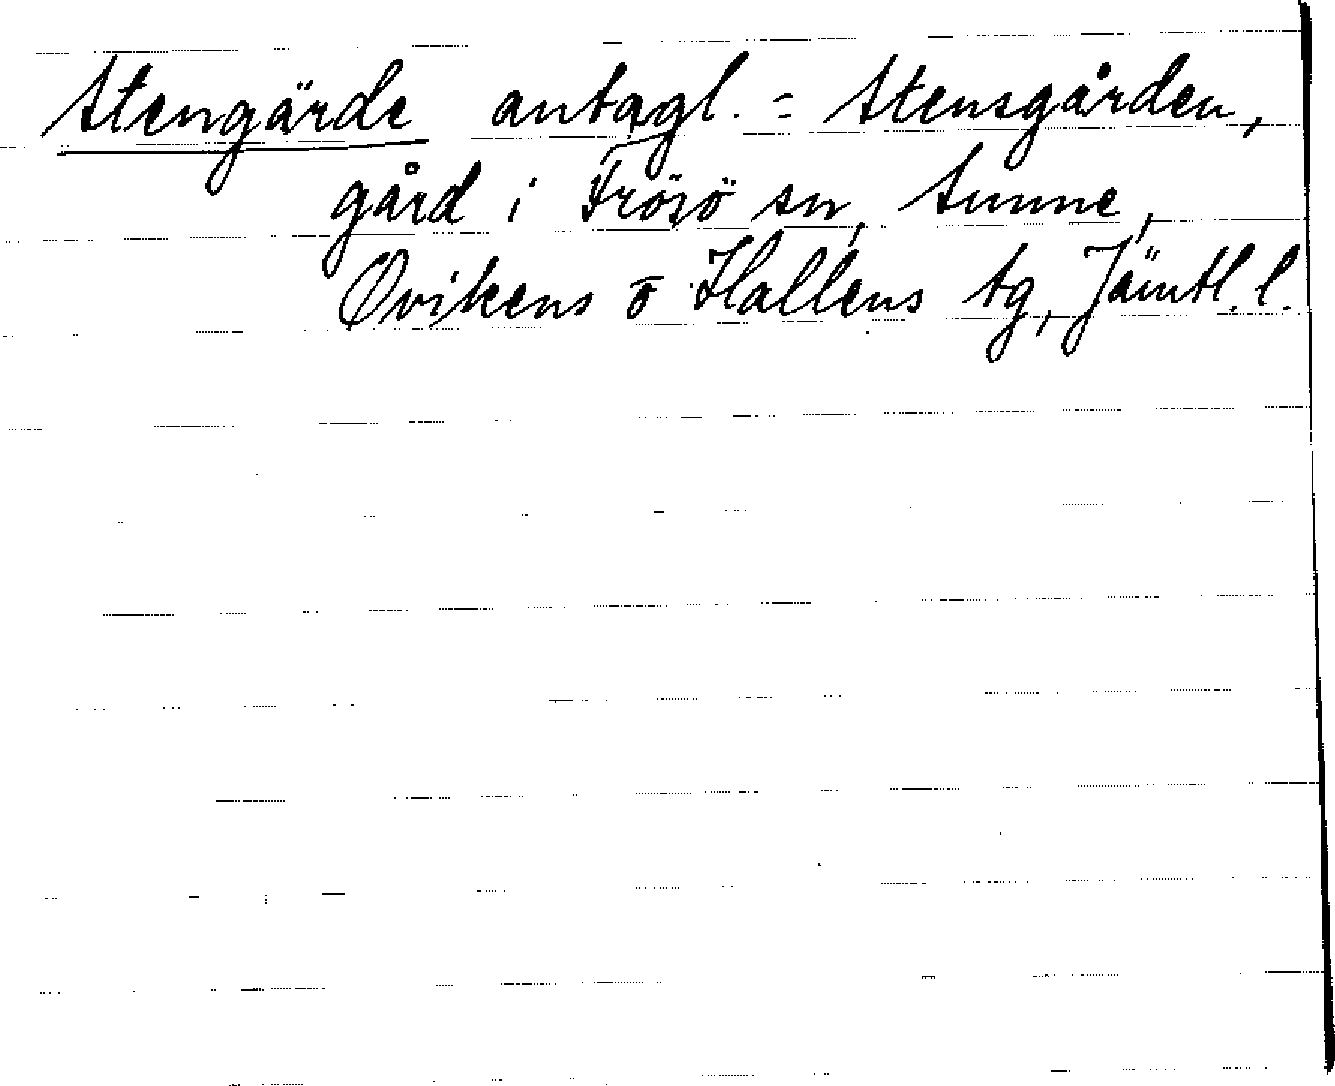 Stengärde antagl. = Stensgården,
gård i Frösö sn, Sunne,
Ovikens o Hallens tg, Jämtl. l.